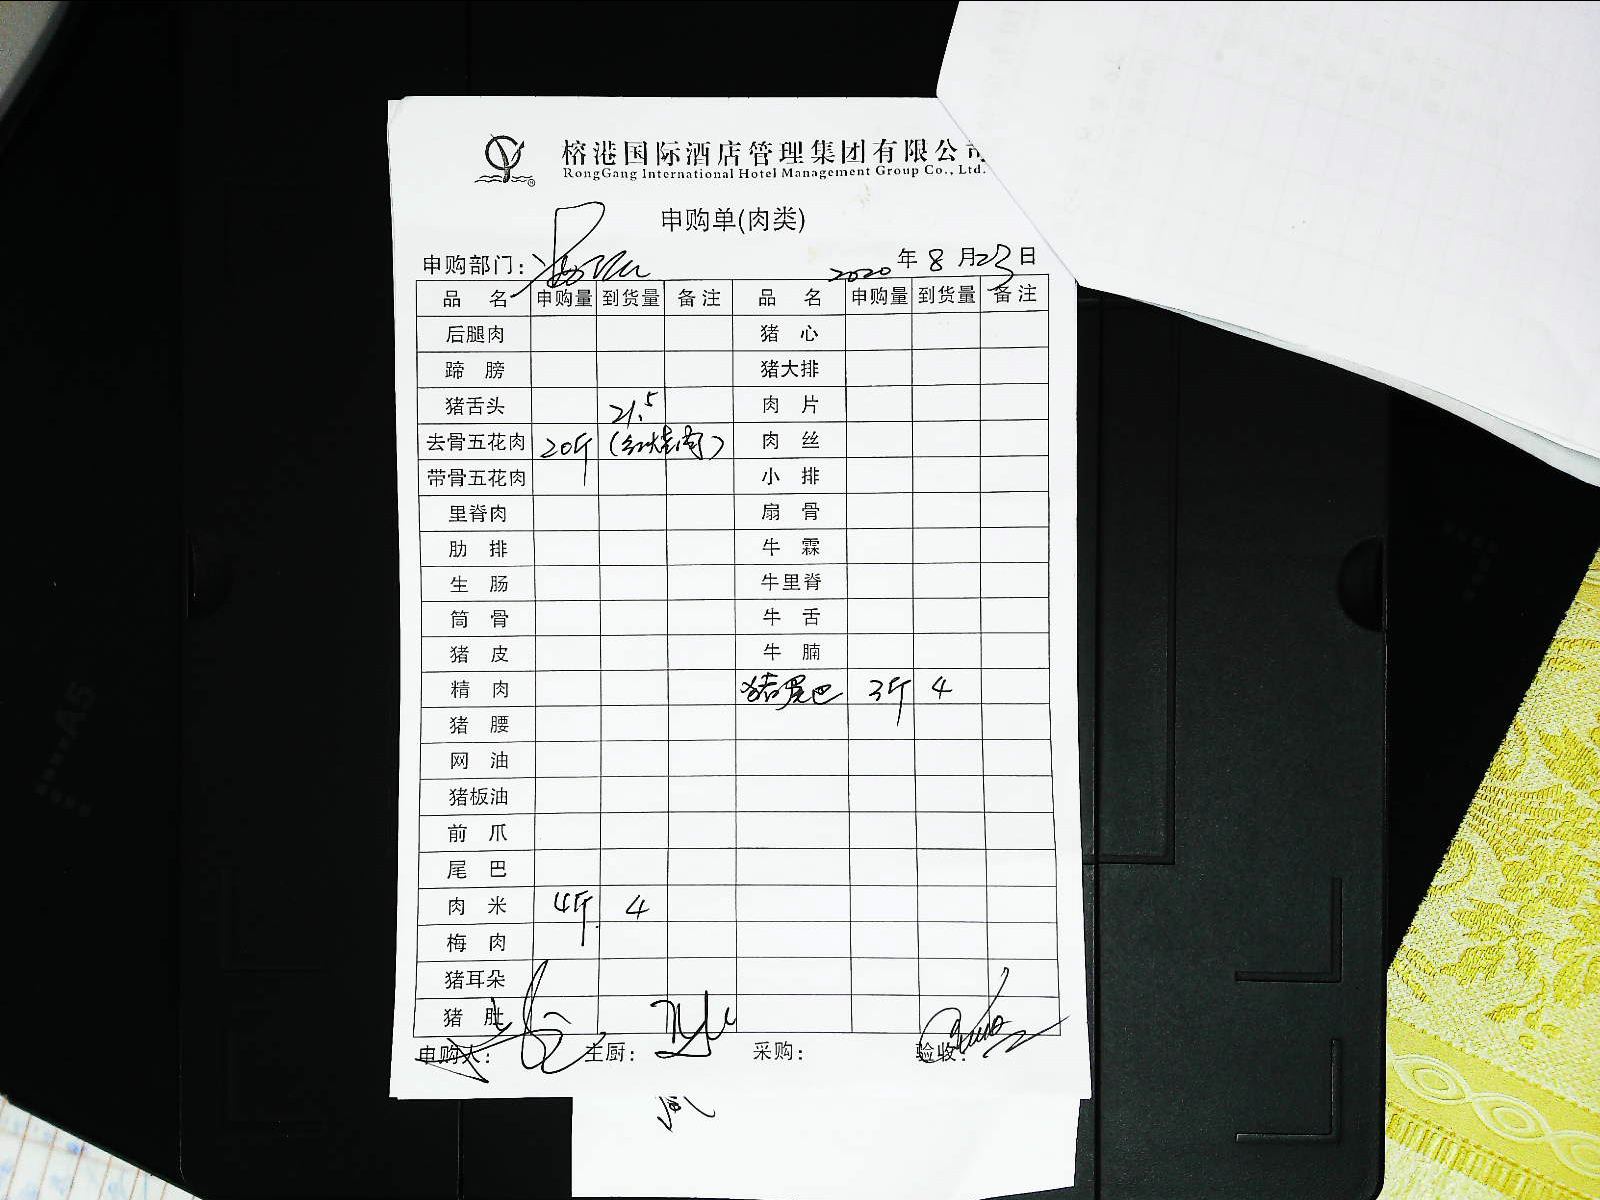 榕港国际酒店管理集团有限公司
RongGang International Hotel Management Group Co., Ltd.
申购单(肉类)
申购部门：
2020 年 8 月 23 日
品 名 申购量 到货量 备注 品 名 申购量 到货量 备注
后腿肉 猪 心
蹄 膀 猪大排
猪舌头 肉 片
21.5
去骨五花肉 20斤 (红烧肉) 肉 丝
带骨五花肉 小 排
里脊肉 扇 骨
肋 排 牛 霖
生 肠 牛里脊
筒 骨 牛 舌
猪 皮 牛 腩
精 肉 猪尾巴 3斤 4
猪 腰
网 油
猪板油
前 爪
尾 巴
肉 米 4斤 4
梅 肉
猪耳朵
猪 肚
申购人： 主厨： 采购： 验收：